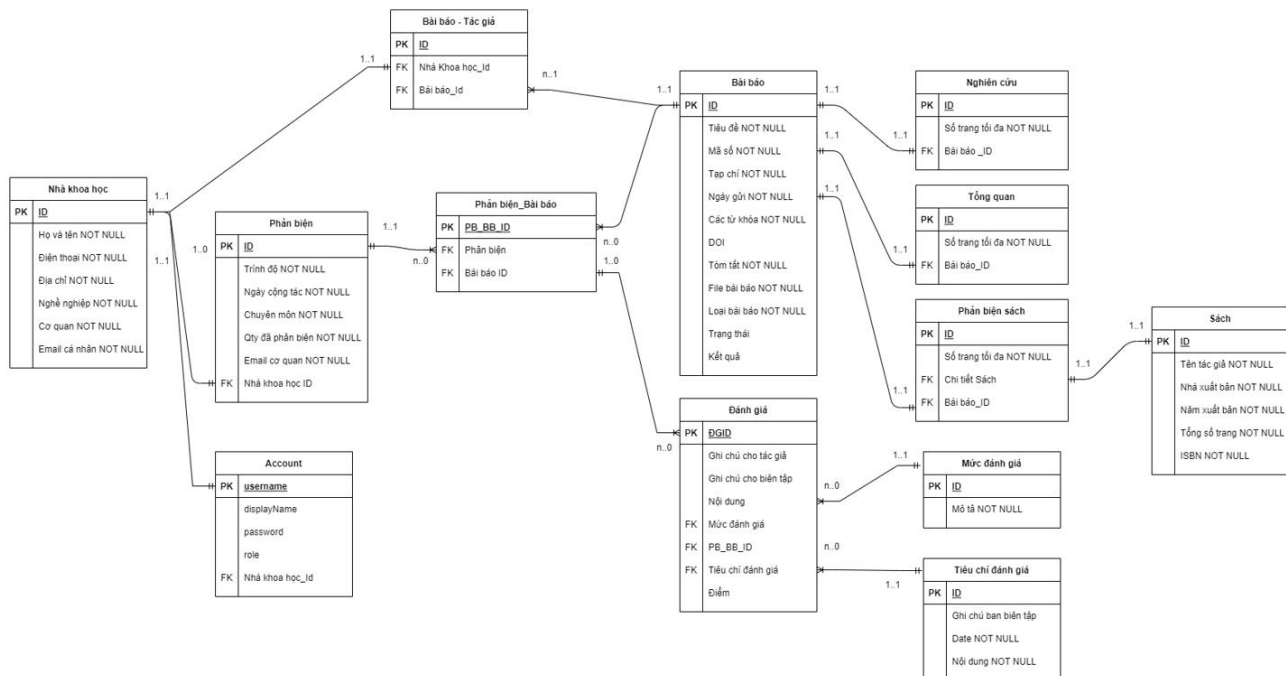 Bài báo - Tác giả
PK ID
FK Nhà Khoa học_Id
FK Bài báo_Id
1..1
n..1
Nhà khoa học
PK ID
Họ và tên NOT NULL
Điện thoại NOT NULL
Địa chỉ NOT NULL
Nghề nghiệp NOT NULL
Cơ quan NOT NULL
Email cá nhân NOT NULL
1..1
1..1
1..0
Phản biện
PK ID
Trình độ NOT NULL
Ngày công tác NOT NULL
Chuyên môn NOT NULL
Qty đã phản biện NOT NULL
Email cơ quan NOT NULL
FK Nhà khoa học ID
1..1
n..0
Account
PK username
displayName
password
role
FK Nhà khoa học_Id
Phản biện_Bài báo
PK PB_BB_ID
FK Phản biện
FK Bài báo ID
n..0
1..0
Bài báo
1..1
PK ID
Tiêu đề NOT NULL
Mã số NOT NULL
Tạp chí NOT NULL
Ngày gửi NOT NULL
Các từ khóa NOT NULL
DOI
Tòm tắt NOT NULL
File bài báo NOT NULL
Loại bài báo NOT NULL
Trạng thái
Kết quả
1..1
1..1
1..1
Đánh giá
PK ĐGID
Ghi chú cho tác giả
Ghi chú cho biên tập
Nội dung
FK Mức đánh giá
FK PB_BB_ID
FK Tiêu chí đánh giá
Điểm
n..0
n..0
n..0
Nghiên cứu
PK ID
Số trang tối đa NOT NULL
FK Bài báo _ID
1..1
Tổng quan
PK ID
Số trang tối đa NOT NULL
FK Bài báo_ID
1..1
Phản biện sách
PK ID
Số trang tối đa NOT NULL
FK Chi tiết Sách
FK Bài báo_ID
1..1
1..1
1..1
Sách
PK ID
Tên tác giả NOT NULL
Nhà xuất bản NOT NULL
Năm xuất bản NOT NULL
Tổng số trang NOT NULL
ISBN NOT NULL
1..1
Mức đánh giá
PK ID
Mô tả NOT NULL
1..1
Tiêu chí đánh giá
PK ID
Ghi chú ban biên tập
Date NOT NULL
Nội dung NOT NULL